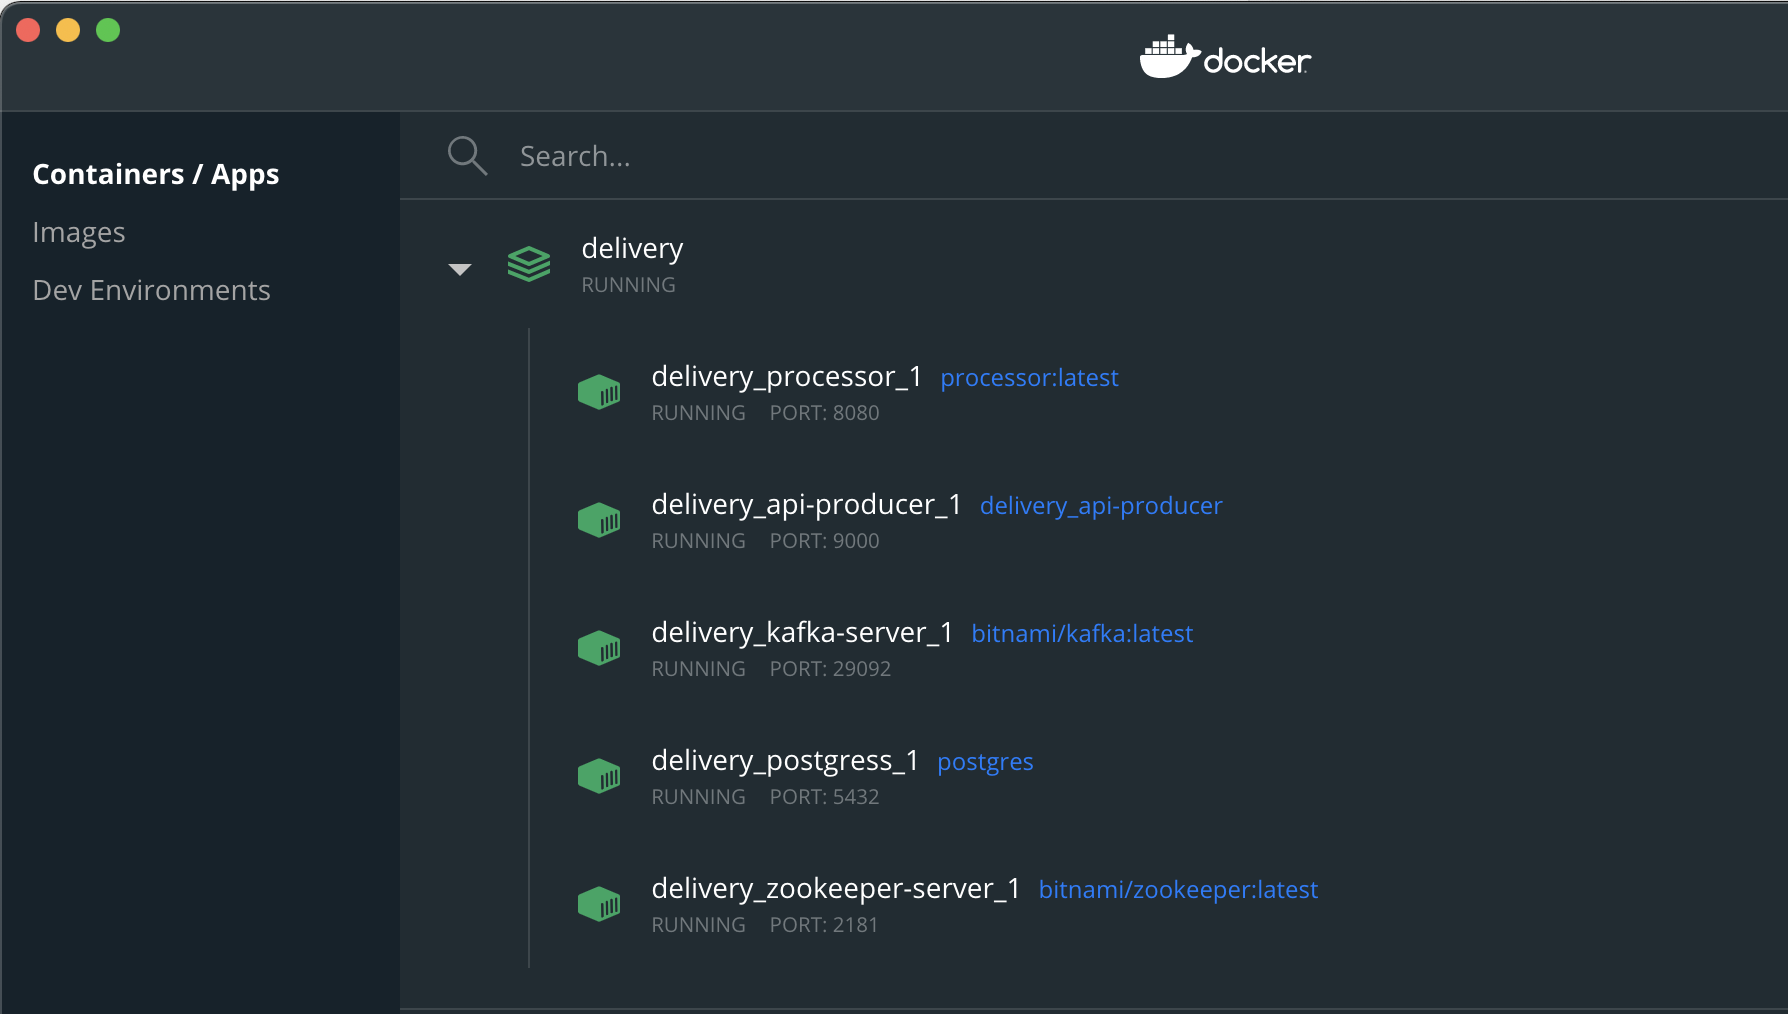 docker
Containers / Apps
Images
Dev Environments
Search...
delivery
RUNNING
delivery_processor_1 processor:latest
RUNNING PORT: 8080
delivery_api-producer_1 delivery_api-producer
RUNNING PORT: 9000
delivery_kafka-server_1 bitnami/kafka:latest
RUNNING PORT: 29092
delivery_postgress_1 postgres
RUNNING PORT: 5432
delivery_zookeeper-server_1 bitnami/zookeeper:latest
RUNNING PORT: 2181